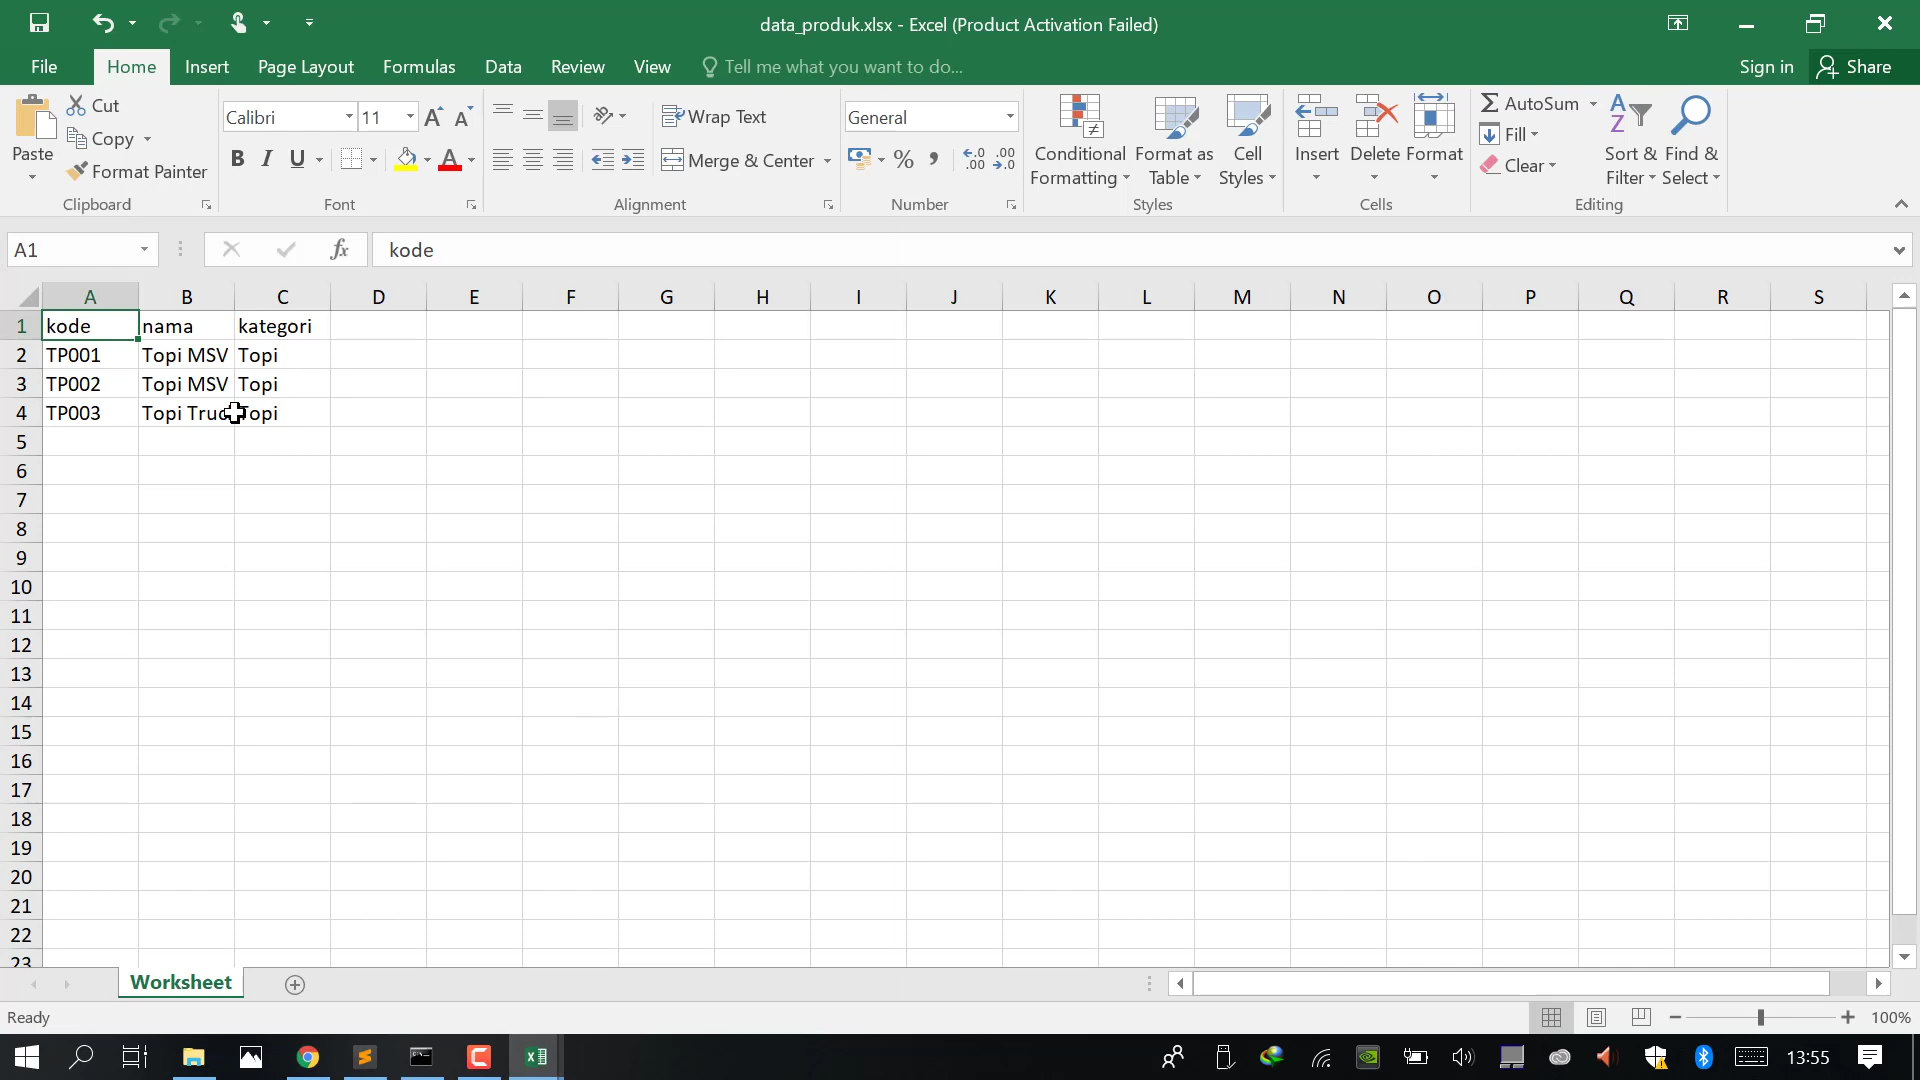 data_produk.xlsx - Excel (Product Activation Failed)
File Home Insert Page Layout Formulas Data Review View Tell me what you want to do... Sign in Share
Paste Cut Copy Format Painter Clipboard
Calibri 11 B I U A Font
Wrap Text Merge & Center Alignment
General % Number
Conditional Formatting Format as Table Cell Styles Styles
Insert Delete Format Cells
AutoSum Fill Clear Sort & Filter Find & Select Editing
A1 fx kode
A B C D E F G H I J K L M N O P Q R S
1 kode nama kategori
2 TP001 Topi MSV Topi
3 TP002 Topi MSV Topi
4 TP003 Topi Truc Topi
5
6
7
8
9
10
11
12
13
14
15
16
17
18
19
20
21
22
23
Worksheet
Ready 100%
13:55